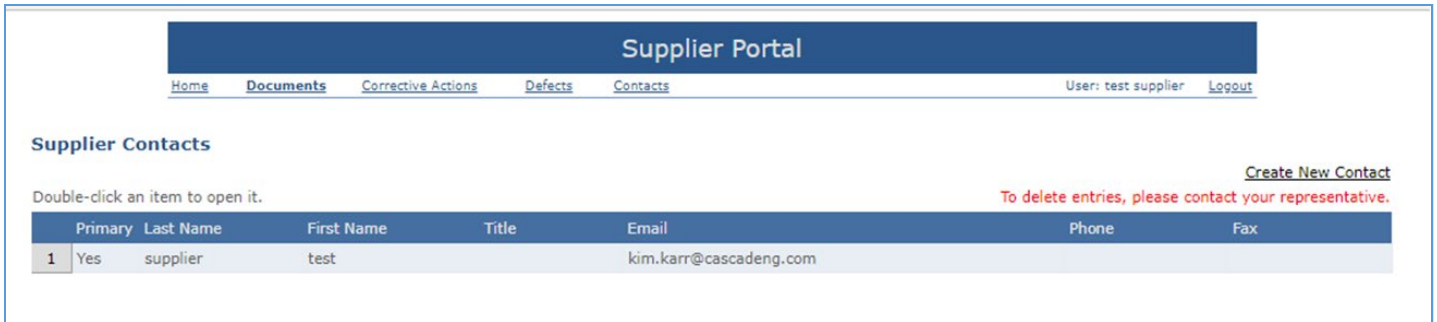 Supplier Portal
Home Documents Corrective Actions Defects Contacts User: test supplier Logout
Supplier Contacts
Create New Contact
Double-click an item to open it. To delete entries, please contact your representative.
Primary Last Name First Name Title Email Phone Fax
1 Yes supplier test kim.karr@cascadeng.com